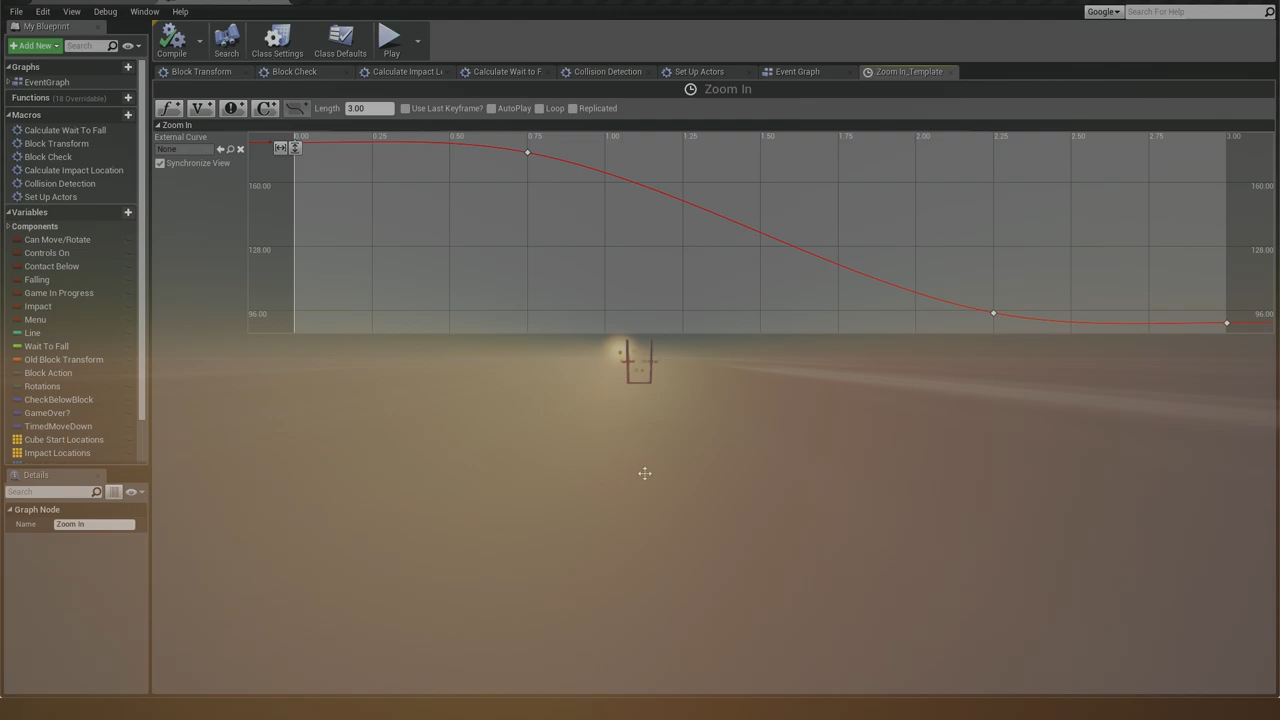 File Edit View Debug Window Help
Google Search For Help
My Blueprint
Add New Search
Compile Search Class Settings Class Defaults Play
Graphs
EventGraph
Functions (18 Overridable)
Macros
Calculate Wait To Fall
Block Transform
Block Check
Calculate Impact Location
Collision Detection
Set Up Actors
Variables
Components
Can Move/Rotate
Controls On
Contact Below
Falling
Game In Progress
Impact
Menu
Line
Wait To Fall
Old Block Transform
Block Action
Rotations
CheckBelowBlock
GameOver?
TimedMoveDown
Cube Start Locations
Impact Locations
Details
Search
Graph Node
Name Zoom In
Block Transform Block Check Calculate Impact L Calculate Wait to F Collision Detection Set Up Actors Event Graph Zoom In_Template
Zoom In
f V C Length 3.00 Use Last Keyframe? AutoPlay Loop Replicated
Zoom In
External Curve
None
Synchronize View
0.00 0.25 0.50 0.75 1.00 1.25 1.50 1.75 2.00 2.25 2.50 2.75 3.00
160.00 160.00
128.00 128.00
96.00 96.00